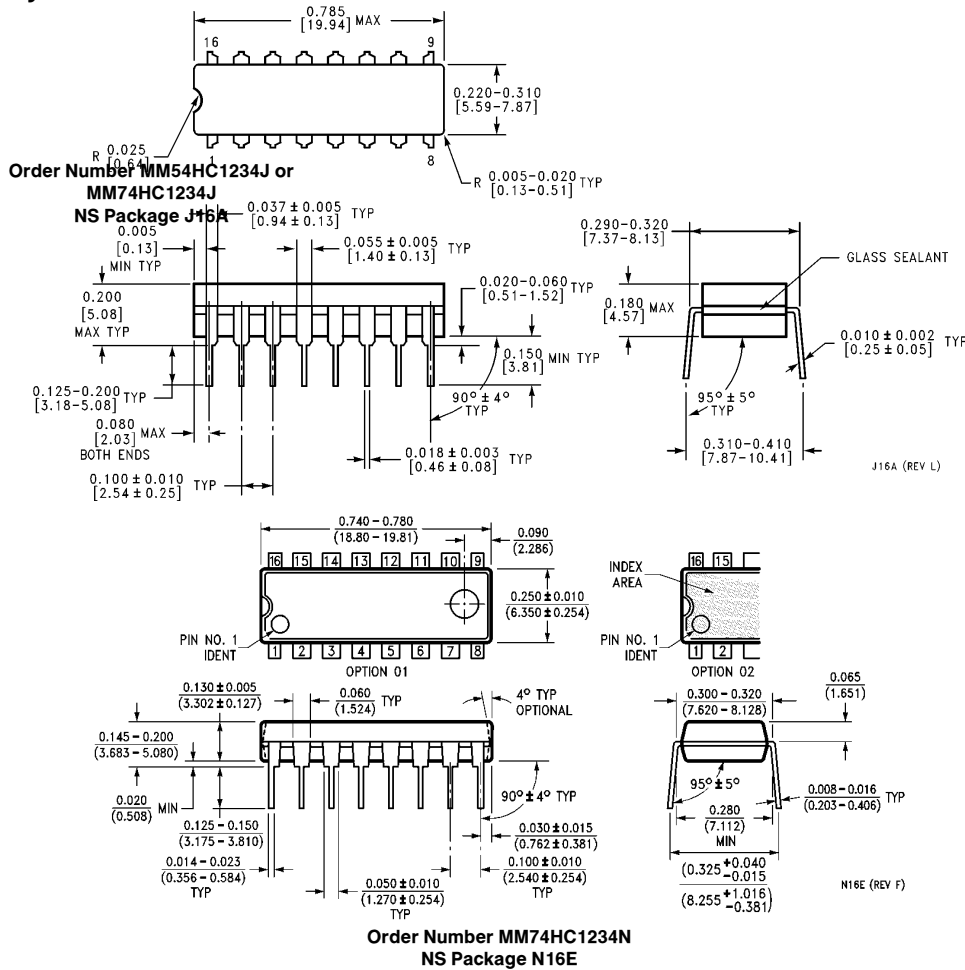 0.785
[19.94] MAX
16 9
0.220-0.310
[5.59-7.87]
R 0.025
[0.64]
1 8
R 0.005-0.020 TYP
[0.13-0.51]
Order Number MM54HC1234J or
MM74HC1234J
NS Package J16A
0.037 ± 0.005 TYP
[0.94 ± 0.13]
0.005
[0.13]
MIN TYP
0.055 ± 0.005 TYP
[1.40 ± 0.13]
0.290-0.320
[7.37-8.13]
GLASS SEALANT
0.200
[5.08]
MAX TYP
0.020-0.060 TYP
[0.51-1.52]
0.180 MAX
[4.57]
0.150 MIN TYP
[3.81]
0.010 ± 0.002 TYP
[0.25 ± 0.05]
0.125-0.200 TYP
[3.18-5.08]
90° ± 4°
TYP
95° ± 5°
TYP
0.080 MAX
[2.03]
BOTH ENDS
0.018 ± 0.003 TYP
[0.46 ± 0.08]
0.310-0.410
[7.87-10.41]
0.100 ± 0.010 TYP
[2.54 ± 0.25]
J16A (REV L)
0.740 - 0.780
(18.80 - 19.81)
0.090
(2.286)
16 15 14 13 12 11 10 9
INDEX
AREA
16 15
0.250 ± 0.010
(6.350 ± 0.254)
PIN NO. 1
IDENT
1 2 3 4 5 6 7 8
OPTION 01
PIN NO. 1
IDENT
1 2
OPTION 02
0.130 ± 0.005
(3.302 ± 0.127)
0.060 TYP
(1.524)
4° TYP
OPTIONAL
0.300 - 0.320
(7.620 - 8.128)
0.065
(1.651)
0.145 - 0.200
(3.683 - 5.080)
0.020 MIN
(0.508)
0.125 - 0.150
(3.175 - 3.810)
90° ± 4° TYP
95° ± 5°
0.008 - 0.016 TYP
(0.203 - 0.406)
0.280
(7.112)
MIN
0.030 ± 0.015
(0.762 ± 0.381)
0.014 - 0.023
(0.356 - 0.584)
TYP
0.050 ± 0.010
(1.270 ± 0.254)
TYP
0.100 ± 0.010
(2.540 ± 0.254)
TYP
(0.325 +0.040
-0.015
(8.255 +1.016
-0.381)
N16E (REV F)
Order Number MM74HC1234N
NS Package N16E